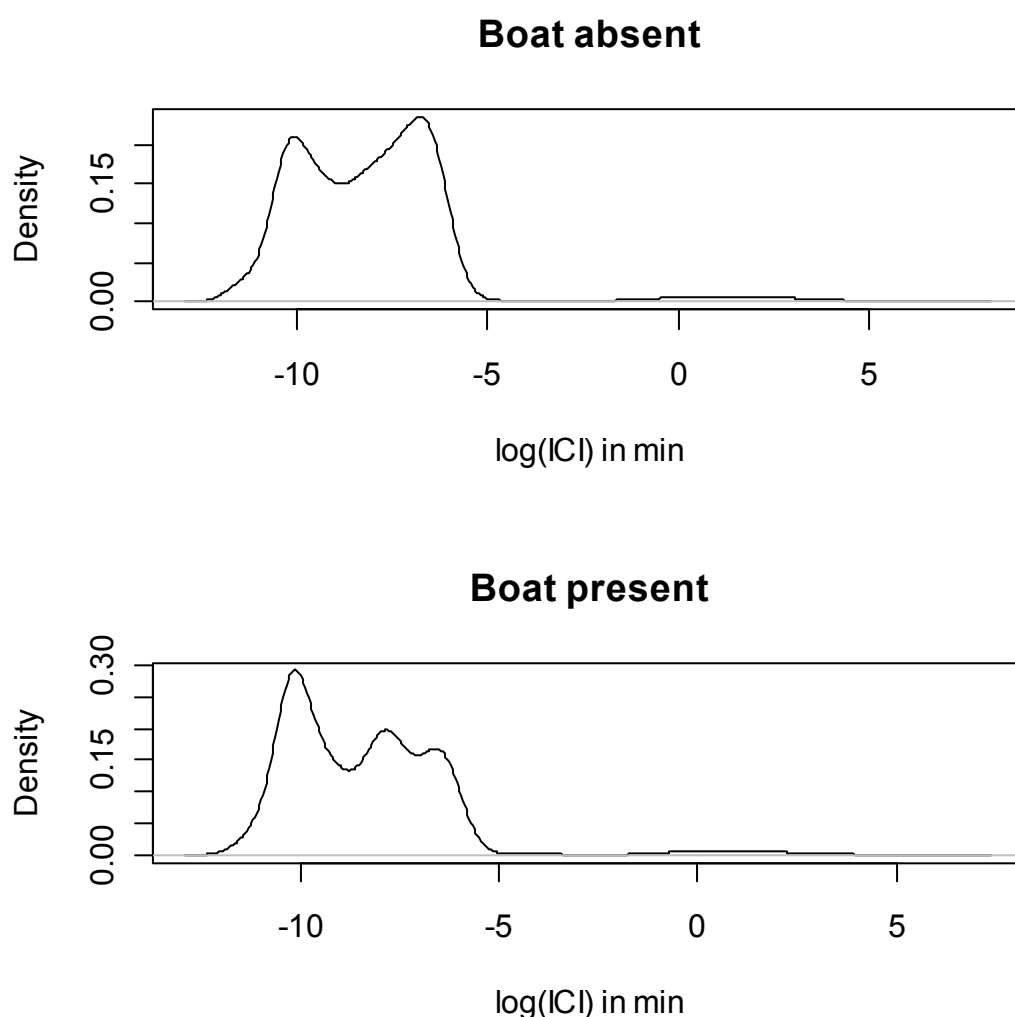 Boat absent
Density
0.00
0.15
-10
-5
0
5
log(ICI) in min
Boat present
Density
0.00
0.15
0.30
-10
-5
0
5
log(ICI) in min